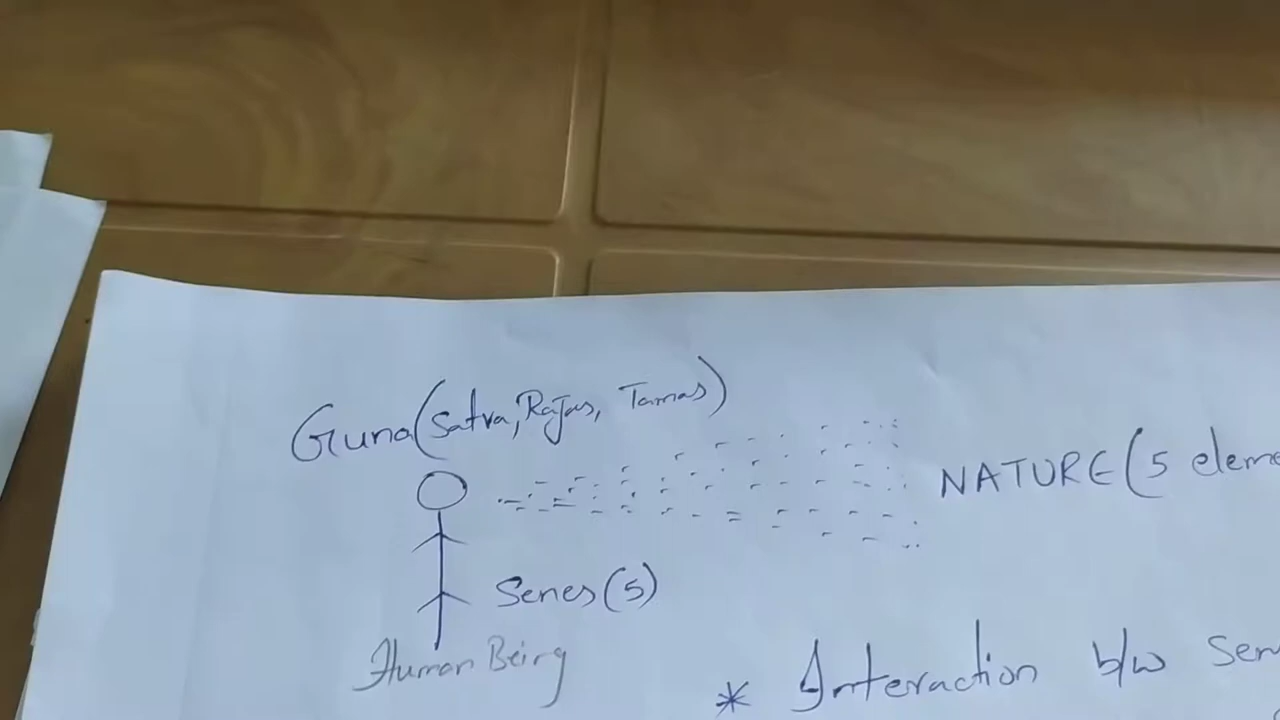 Guna(Satva, Rajas, Tamas)
NATURE(5 eleme
Senes(5)
Human Being
* Interaction b/w Sen